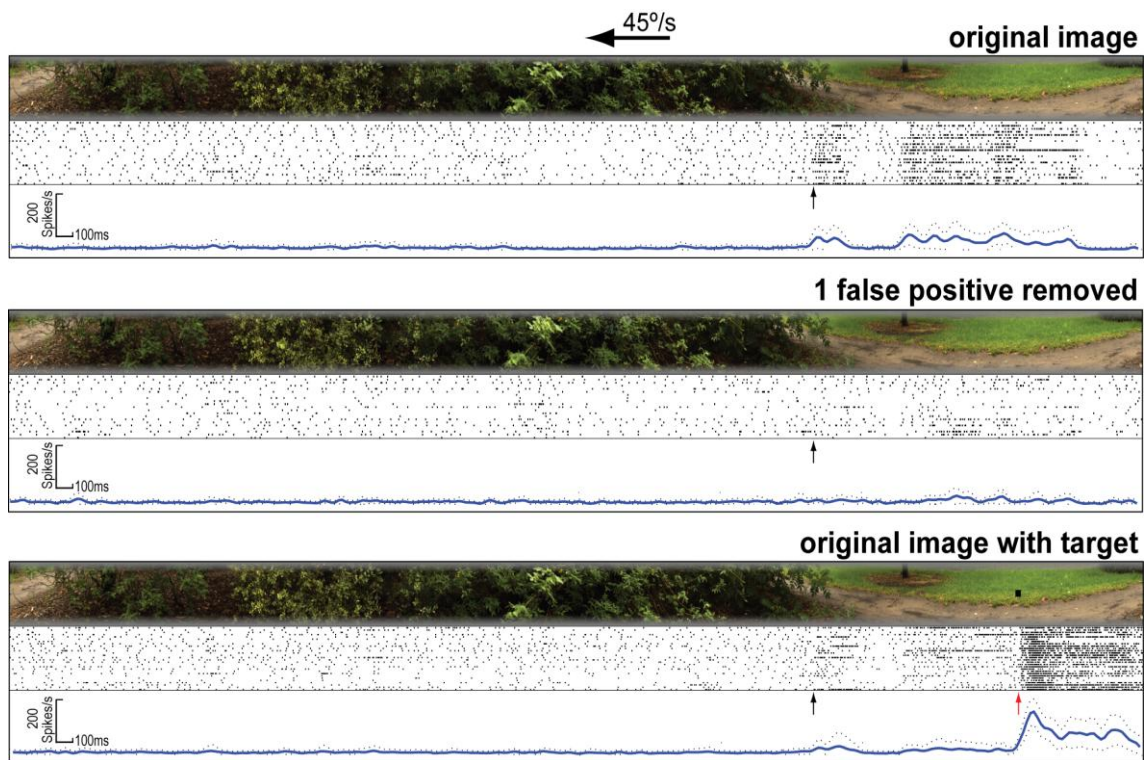 45º/s
original image
200
Spikes/s
100ms
1 false positive removed
200
Spikes/s
100ms
original image with target
200
Spikes/s
100ms